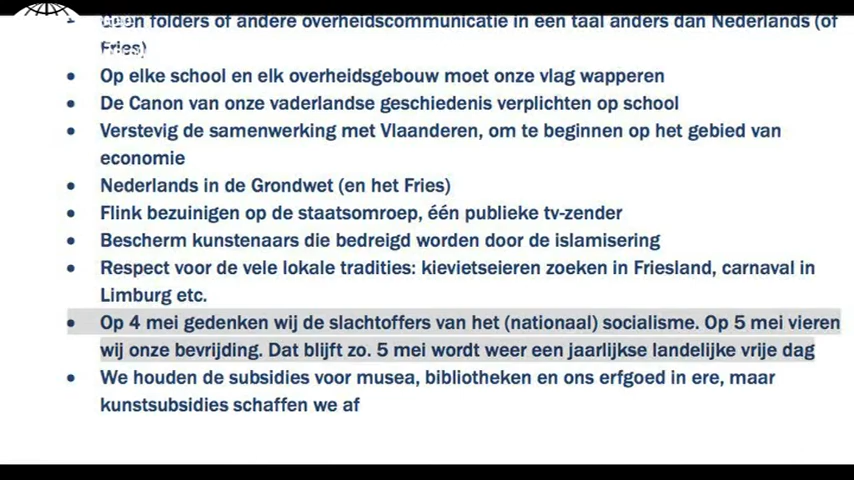 folders of andere overheidscommunicatie in een taal anders dan Nederlands (of
Fries)
• Op elke school en elk overheidsgebouw moet onze vlag wapperen
• De Canon van onze vaderlandse geschiedenis verplichten op school
• Verstevig de samenwerking met Vlaanderen, om te beginnen op het gebied van
economie
• Nederlands in de Grondwet (en het Fries)
• Flink bezuinigen op de staatsomroep, één publieke tv-zender
• Bescherm kunstenaars die bedreigd worden door de islamisering
• Respect voor de vele lokale tradities: kievietseieren zoeken in Friesland, carnaval in
Limburg etc.
• Op 4 mei gedenken wij de slachtoffers van het (nationaal) socialisme. Op 5 mei vieren
wij onze bevrijding. Dat blijft zo. 5 mei wordt weer een jaarlijkse landelijke vrije dag
• We houden de subsidies voor musea, bibliotheken en ons erfgoed in ere, maar
kunstsubsidies schaffen we af